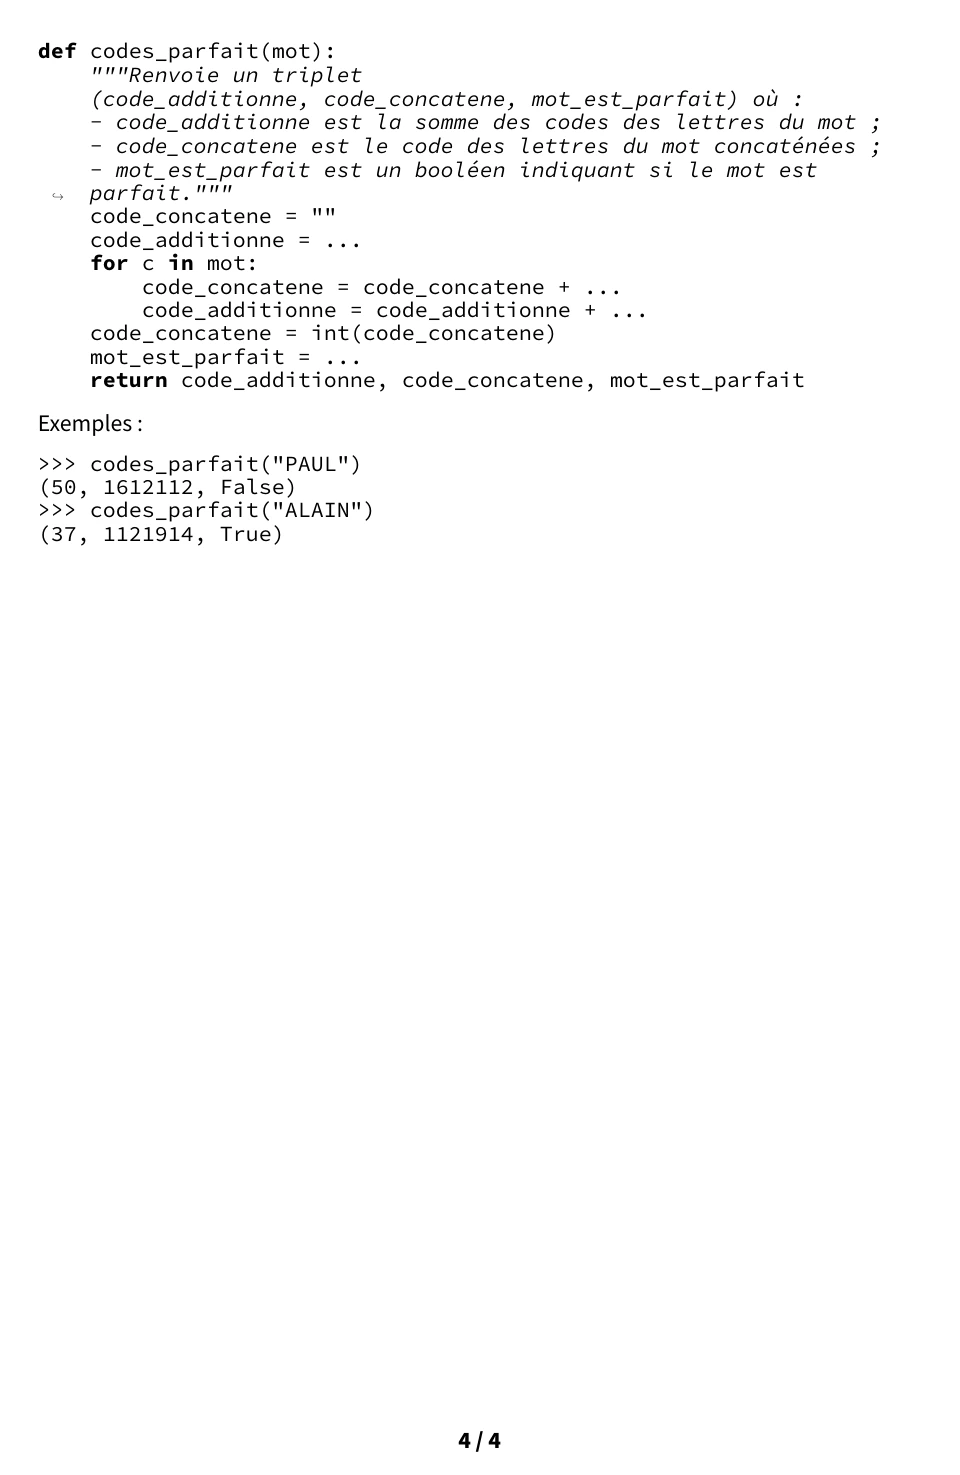 def codes_parfait(mot):
    """Renvoie un triplet
    (code_additionne, code_concatene, mot_est_parfait) où :
    - code_additionne est la somme des codes des lettres du mot ;
    - code_concatene est le code des lettres du mot concaténées ;
    - mot_est_parfait est un booléen indiquant si le mot est
 ↪  parfait."""
    code_concatene = ""
    code_additionne = ...
    for c in mot:
        code_concatene = code_concatene + ...
        code_additionne = code_additionne + ...
    code_concatene = int(code_concatene)
    mot_est_parfait = ...
    return code_additionne, code_concatene, mot_est_parfait
Exemples :
>>> codes_parfait("PAUL")
(50, 1612112, False)
>>> codes_parfait("ALAIN")
(37, 1121914, True)
4 / 4